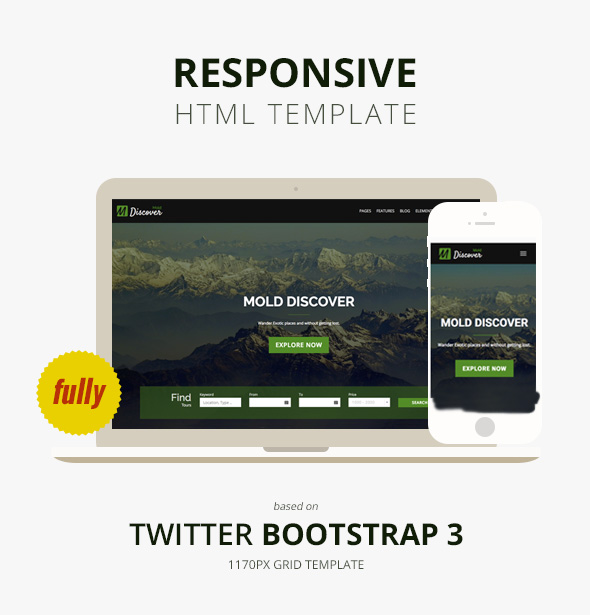 RESPONSIVE
HTML TEMPLATE
mold
Discover
PAGES FEATURES BLOG
MOLD DISCOVER
Wander Exotic places and without getting lost.
EXPLORE NOW
Find
Tours
Keyword
Location, Type ...
From
To
Price
SEARCH
mold
Discover
MOLD DISCOVER
Wander Exotic places and without getting lost.
EXPLORE NOW
fully
based on
TWITTER BOOTSTRAP 3
1170PX GRID TEMPLATE